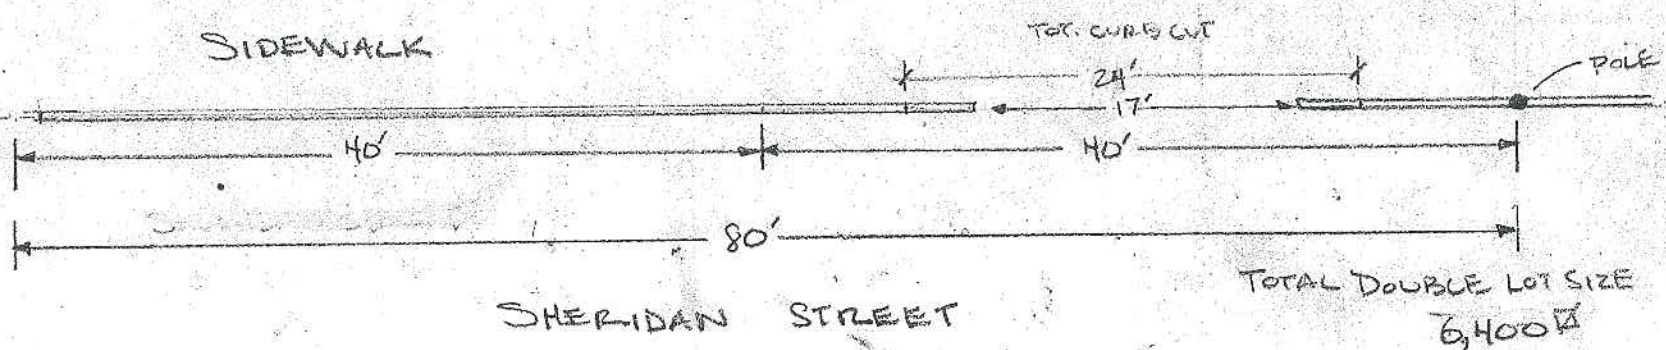 SIDEWALK
TOT. CURB CUT
24'
POLE
17'
40'
40'
80'
TOTAL DOUBLE LOT SIZE
6,400 ⍁
SHERIDAN STREET